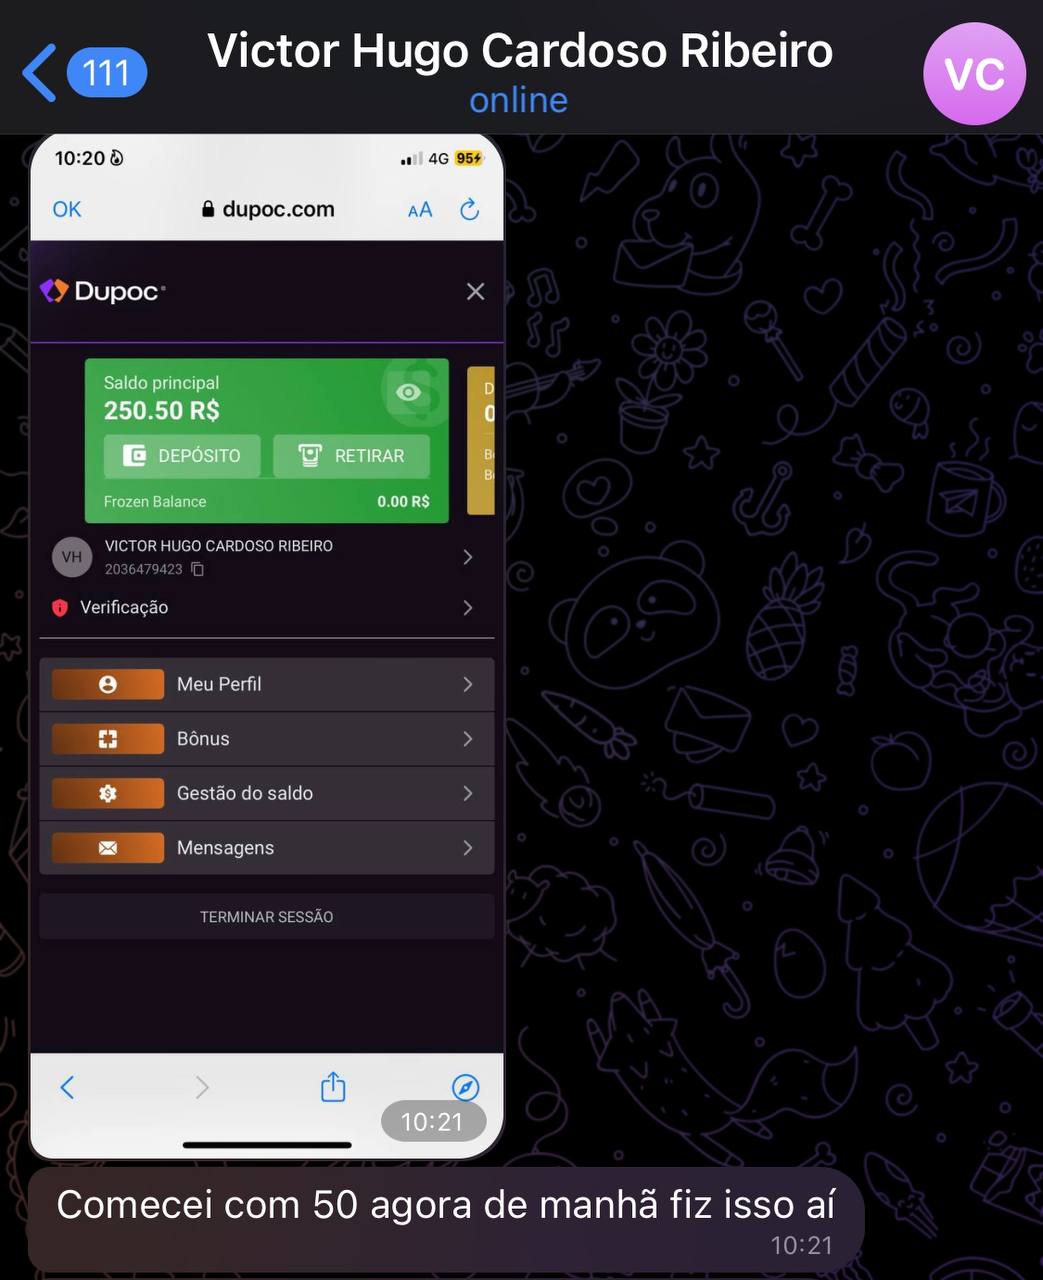 111
Victor Hugo Cardoso Ribeiro
online
VC
10:20
4G 95
OK
dupoc.com
AA
Dupoc
Saldo principal
250.50 R$
DEPÓSITO
RETIRAR
Frozen Balance
0.00 R$
D
0
B
B
VH
VICTOR HUGO CARDOSO RIBEIRO
2036479423
Verificação
Meu Perfil
Bônus
Gestão do saldo
Mensagens
TERMINAR SESSÃO
10:21
Comecei com 50 agora de manhã fiz isso aí
10:21